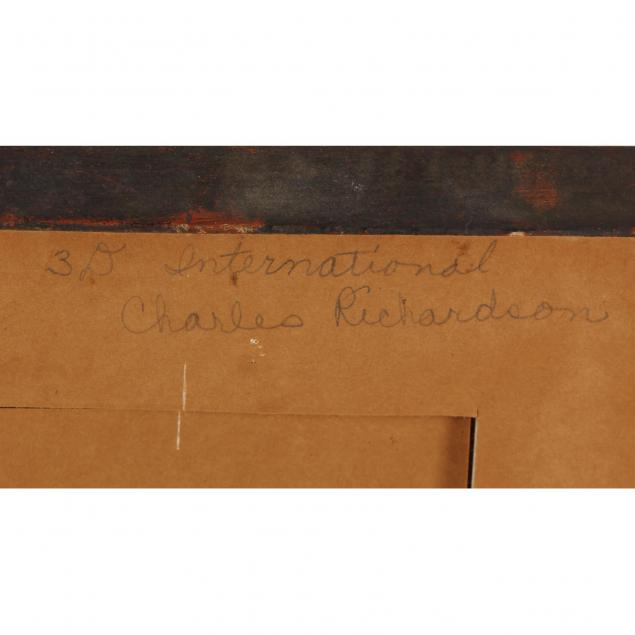 3D International
Charles Richardson